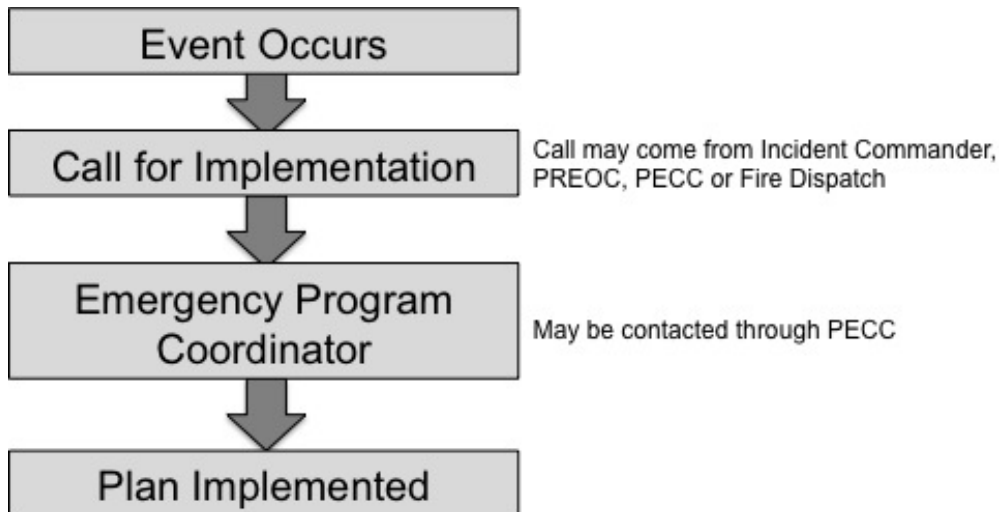 Event Occurs
Call for Implementation
Call may come from Incident Commander,
PREOC, PECC or Fire Dispatch
Emergency Program
Coordinator
May be contacted through PECC
Plan Implemented